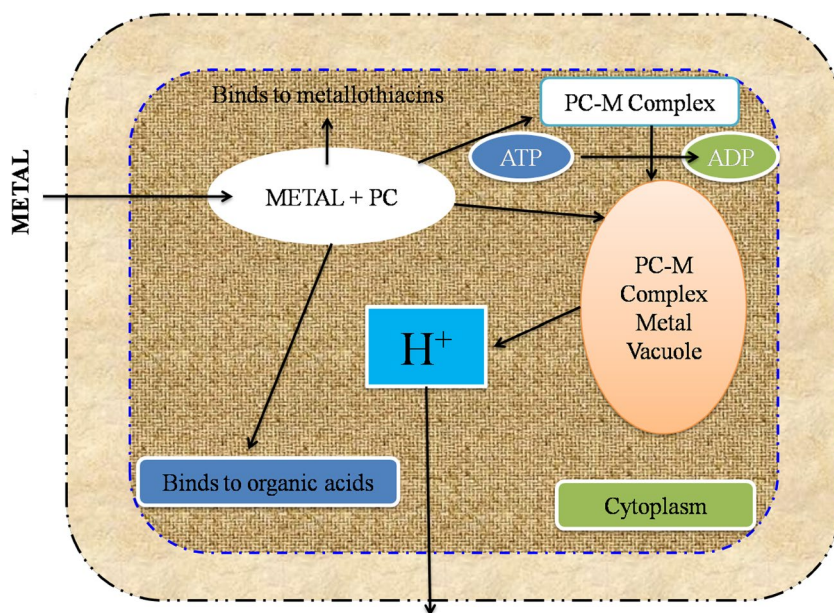 Binds to metallothiacins
PC-M Complex
ATP
ADP
METAL
METAL + PC
PC-M
Complex
Metal
Vacuole
H⁺
Binds to organic acids
Cytoplasm